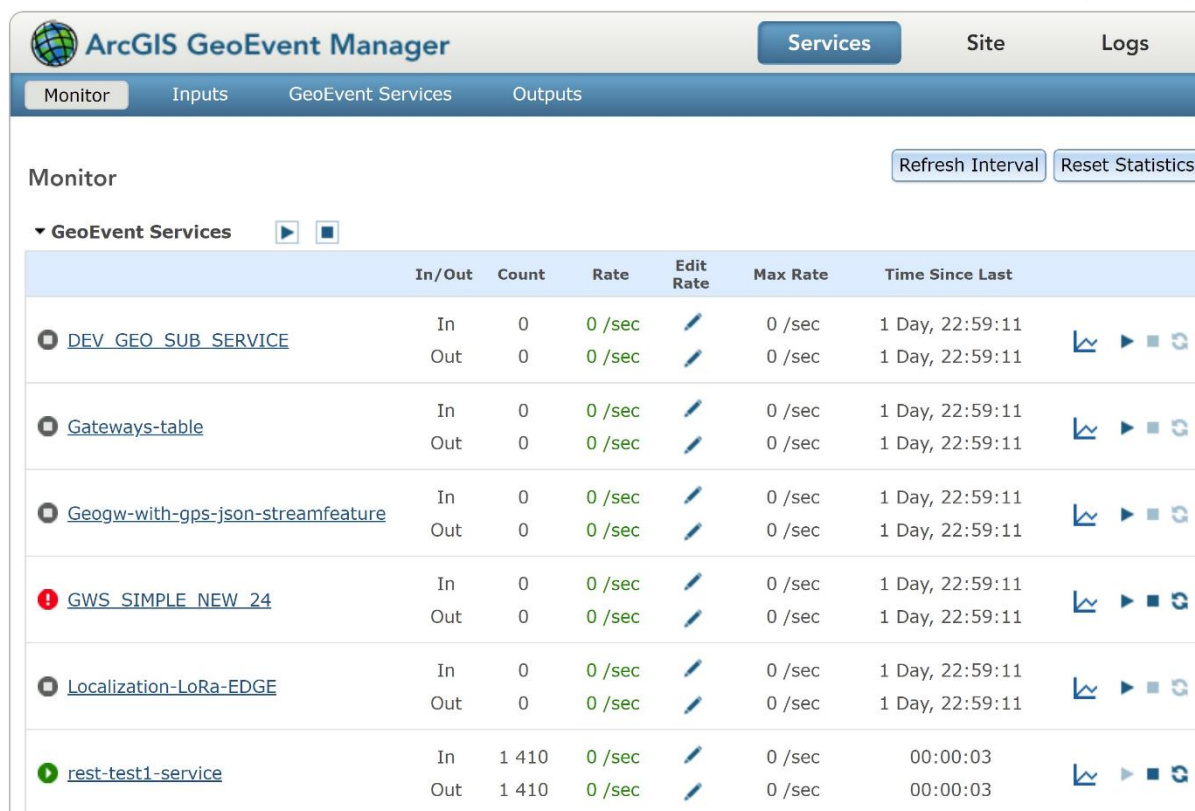 ArcGIS GeoEvent Manager Services Site Logs
Monitor Inputs GeoEvent Services Outputs
Refresh Interval Reset Statistics
Monitor
GeoEvent Services
In/Out Count Rate Edit Rate Max Rate Time Since Last
DEV_GEO_SUB_SERVICE
In 0 0 /sec 0 /sec 1 Day, 22:59:11
Out 0 0 /sec 0 /sec 1 Day, 22:59:11
Gateways-table
In 0 0 /sec 0 /sec 1 Day, 22:59:11
Out 0 0 /sec 0 /sec 1 Day, 22:59:11
Geogw-with-gps-json-streamfeature
In 0 0 /sec 0 /sec 1 Day, 22:59:11
Out 0 0 /sec 0 /sec 1 Day, 22:59:11
GWS_SIMPLE_NEW_24
In 0 0 /sec 0 /sec 1 Day, 22:59:11
Out 0 0 /sec 0 /sec 1 Day, 22:59:11
Localization-LoRa-EDGE
In 0 0 /sec 0 /sec 1 Day, 22:59:11
Out 0 0 /sec 0 /sec 1 Day, 22:59:11
rest-test1-service
In 1 410 0 /sec 0 /sec 00:00:03
Out 1 410 0 /sec 0 /sec 00:00:03